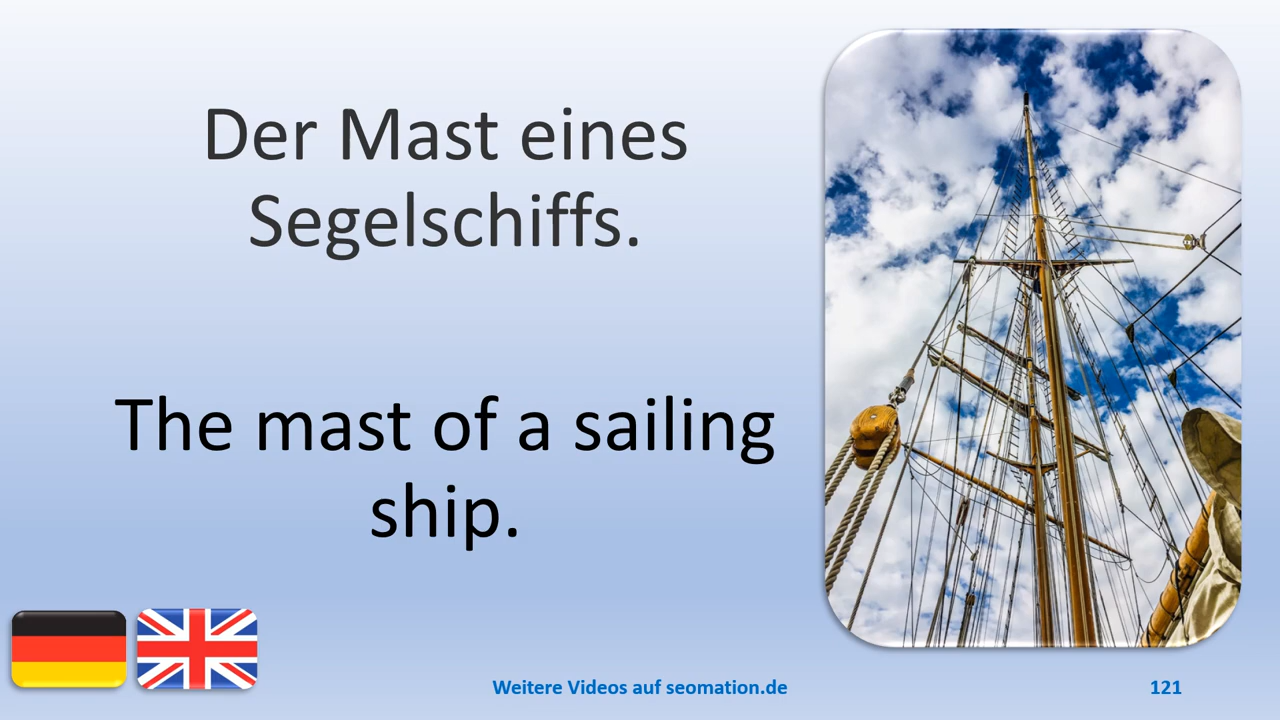 Der Mast eines
Segelschiffs.
The mast of a sailing
ship.
Weitere Videos auf seomation.de
121